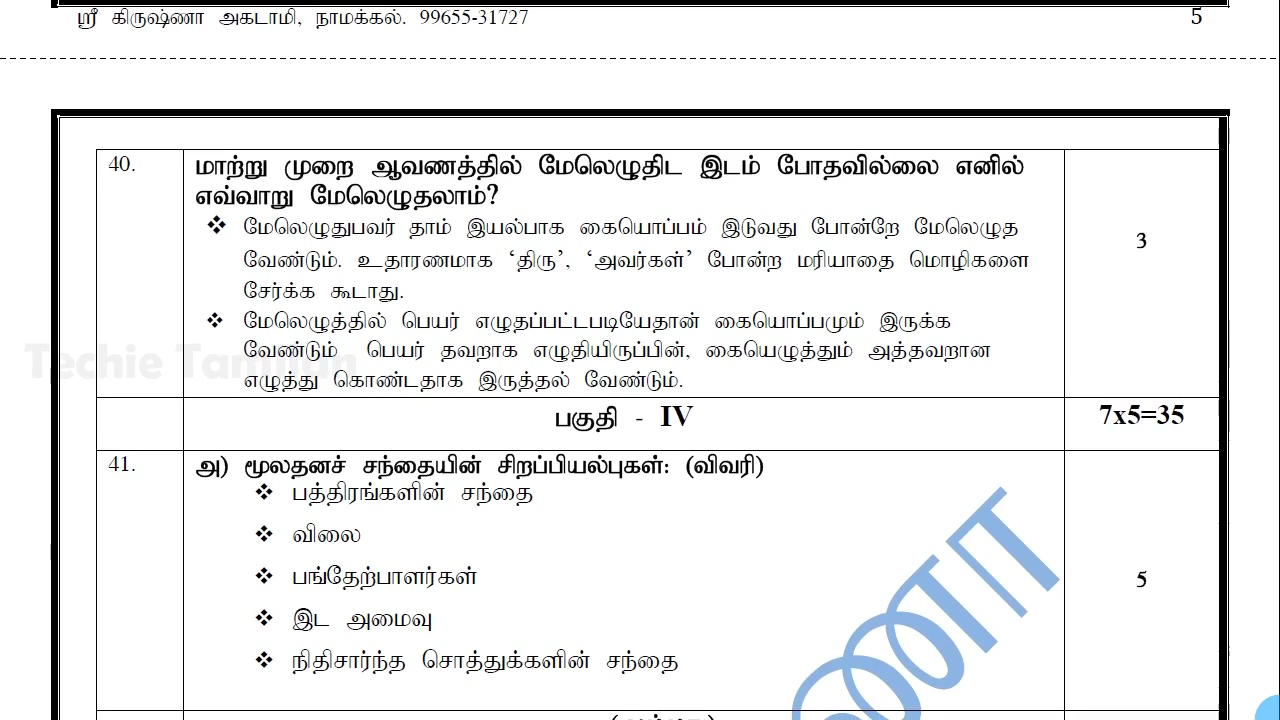 ஸ்ரீ கிருஷ்ணா அகடாமி, நாமக்கல். 99655-31727 5
40. மாற்று முறை ஆவணத்தில் மேலெழுதிட இடம் போதவில்லை எனில்
எவ்வாறு மேலெழுதலாம்?
❖ மேலெழுதுபவர் தாம் இயல்பாக கையொப்பம் இடுவது போன்றே மேலெழுத
வேண்டும். உதாரணமாக ‘திரு’, ‘அவர்கள்’ போன்ற மரியாதை மொழிகளை
சேர்க்க கூடாது.
3
❖ மேலெழுத்தில் பெயர் எழுதப்பட்டபடியேதான் கையொப்பமும் இருக்க
வேண்டும் பெயர் தவறாக எழுதியிருப்பின், கையெழுத்தும் அத்தவறான
எழுத்து கொண்டதாக இருத்தல் வேண்டும்.
பகுதி - IV 7x5=35
41. அ) மூலதனச் சந்தையின் சிறப்பியல்புகள்: (விவரி)
❖ பத்திரங்களின் சந்தை
❖ விலை
❖ பங்தேற்பாளர்கள்
5
❖ இட அமைவு
❖ நிதிசார்ந்த சொத்துக்களின் சந்தை